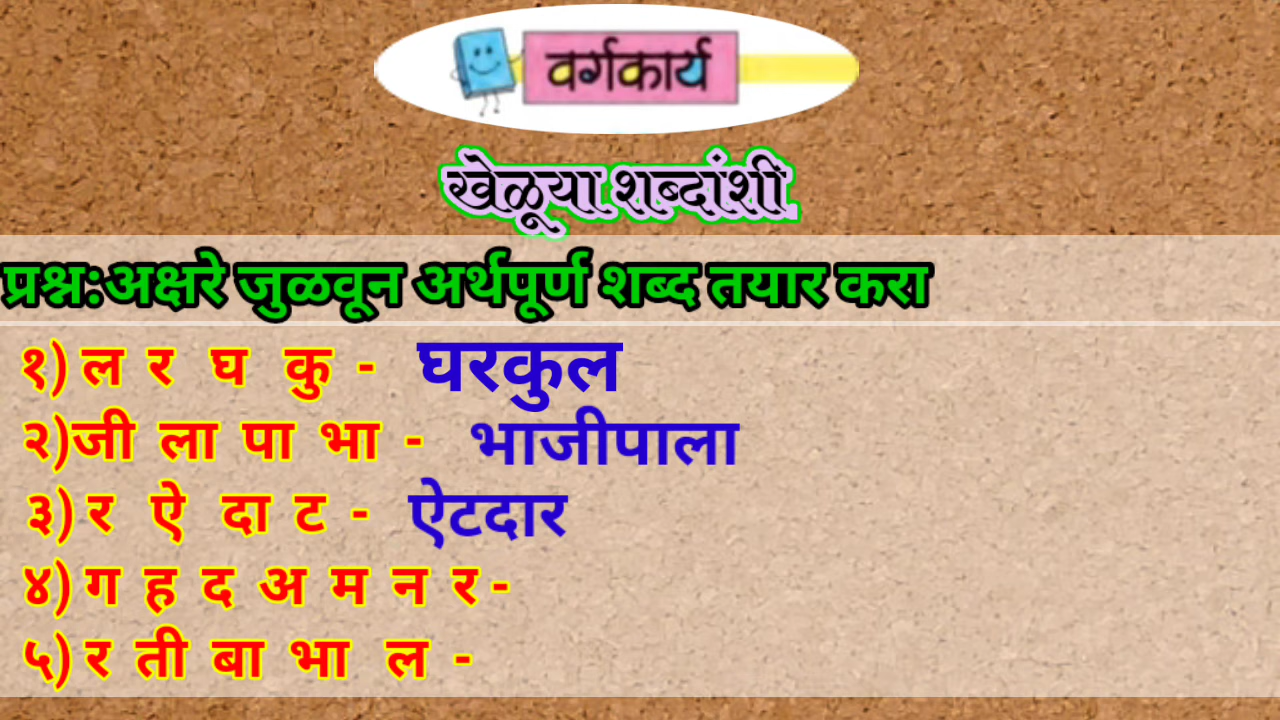 वर्गकार्य
खेळूया शब्दांशी
प्रश्न:अक्षरे जुळवून अर्थपूर्ण शब्द तयार करा
१) ल र घ कु - घरकुल
२)जी ला पा भा - भाजीपाला
३) र ऐ दा ट - ऐटदार
४) ग ह द अ म न र -
५) र ती बा भा ल -